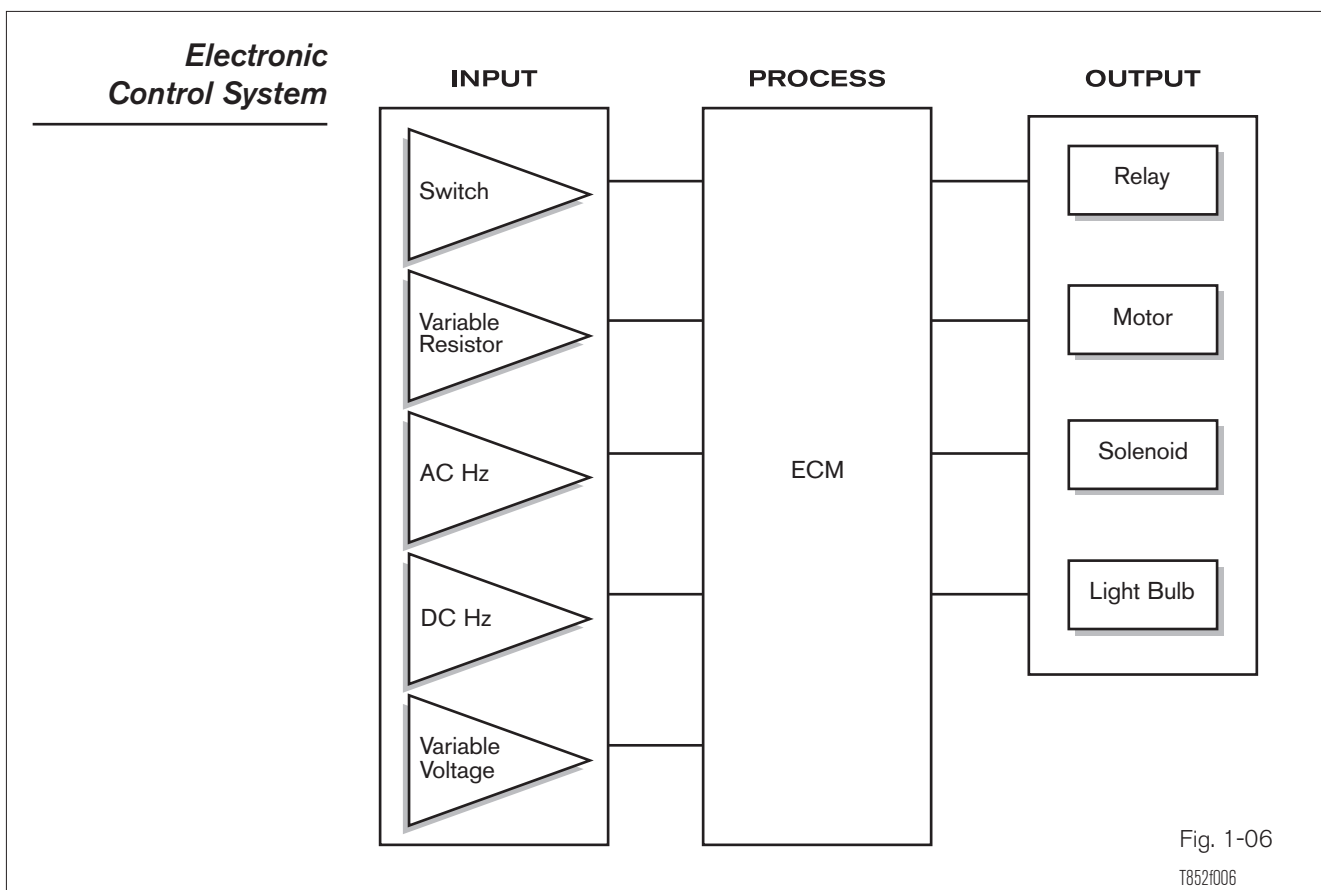 Electronic
Control System
INPUT
PROCESS
OUTPUT
Switch
Variable
Resistor
AC Hz
DC Hz
Variable
Voltage
ECM
Relay
Motor
Solenoid
Light Bulb
Fig. 1-06
T852f006